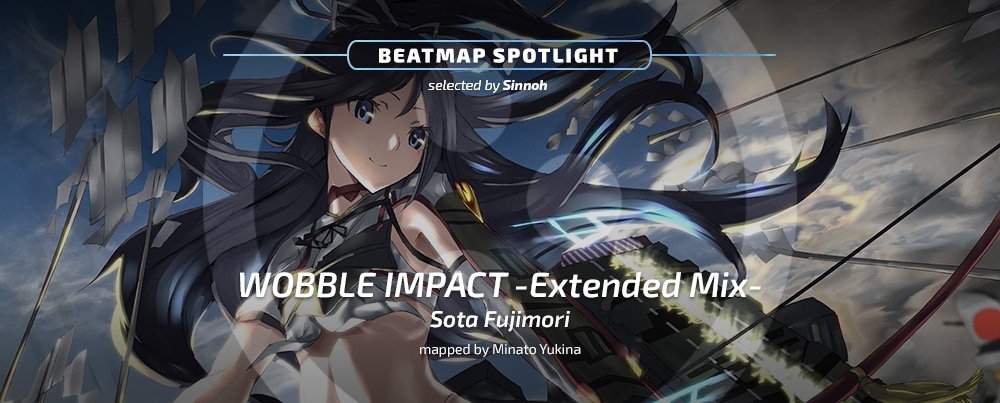 BEATMAP SPOTLIGHT
selected by Sinnoh
WOBBLE IMPACT -Extended Mix-
Sota Fujimori
mapped by Minato Yukina